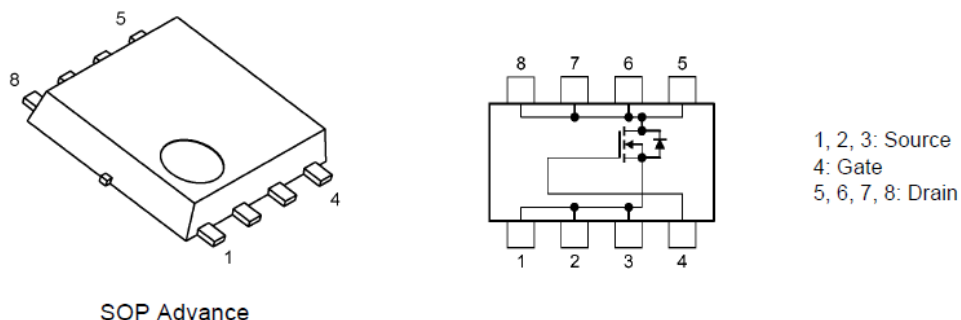 5
8
4
1
SOP Advance
8 7 6 5
1 2 3 4
1, 2, 3: Source
4: Gate
5, 6, 7, 8: Drain